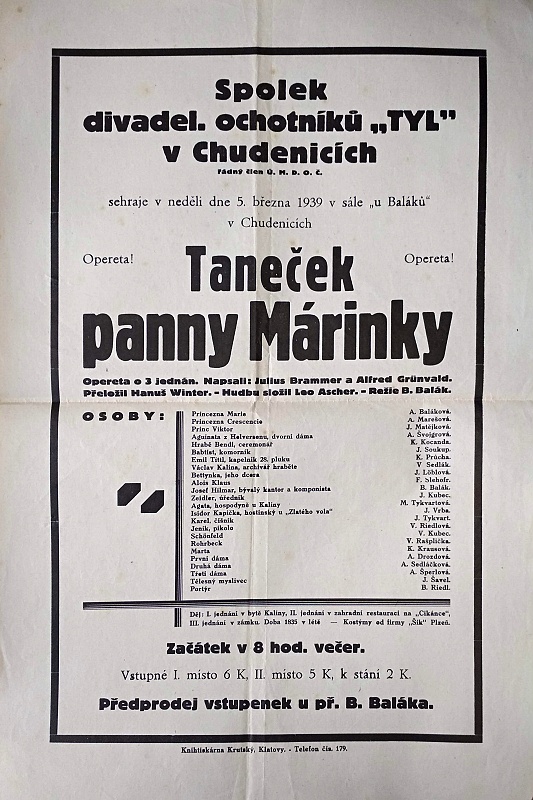 Spolek
divadel. ochotníků „TYL"
v Chudenicích
řádný člen Ú. M. D. O. Č.
sehraje v neděli dne 5. března 1939 v sále „u Baláků"
v Chudenicích
Opereta! Taneček Opereta!
panny Márinky
Opereta o 3 jednán. Napsali: Julius Brammer a Alfred Grünvald.
Přeložil Hanuš Winter. - Hudbu složil Leo Ascher. - Režie B. Balák.
OSOBY:
Princezna Marie A. Baláková.
Princezna Crescencie A. Marešová.
Princ Viktor J. Matějková.
Aguinata z Helversenu, dvorní dáma A. Švojgrová.
Hrabě Bendl, ceremonář K. Kocanda.
Babtist, komorník J. Soukup.
Emil Titil, kapelník 28. pluku K. Průcha.
Václav Kalina, archivář hraběte V Sedlák.
Bettynka, jeho dcera J. Löblová.
Alois Klaus F. Slehofr.
Josef Hilmar, bývalý kantor a komponista B. Balák.
Zeidler, úředník J. Kubec.
Agata, hospodyně u Kaliny M. Tykvartová.
Isidor Kapička, hostinský u „Zlatého vola" J. Vrba.
Karel, číšník J. Tykvart.
Jeník, pikolo V. Riedlová.
Schönfeld V. Kubec.
Rohrbeck V. Rašplička.
Marta K. Krausová.
První dáma A. Drozdová.
Druhá dáma A. Sedláčková.
Třetí dáma A. Šperlová.
Tělesný myslivec J. Šavel.
Portýr B. Riedl.
Děj: I. jednání v bytě Kaliny, II. jednání v zahradní restauraci na „Cikánce",
III. jednání v zámku. Doba 1835 v létě — Kostýmy od firmy „Šik" Plzeň.
Začátek v 8 hod. večer.
Vstupné I. místo 6 K, II. místo 5 K, k stání 2 K.
Předprodej vstupenek u př. B. Baláka.
Knihtiskárna Krutský, Klatovy. - Telefon čís. 179.